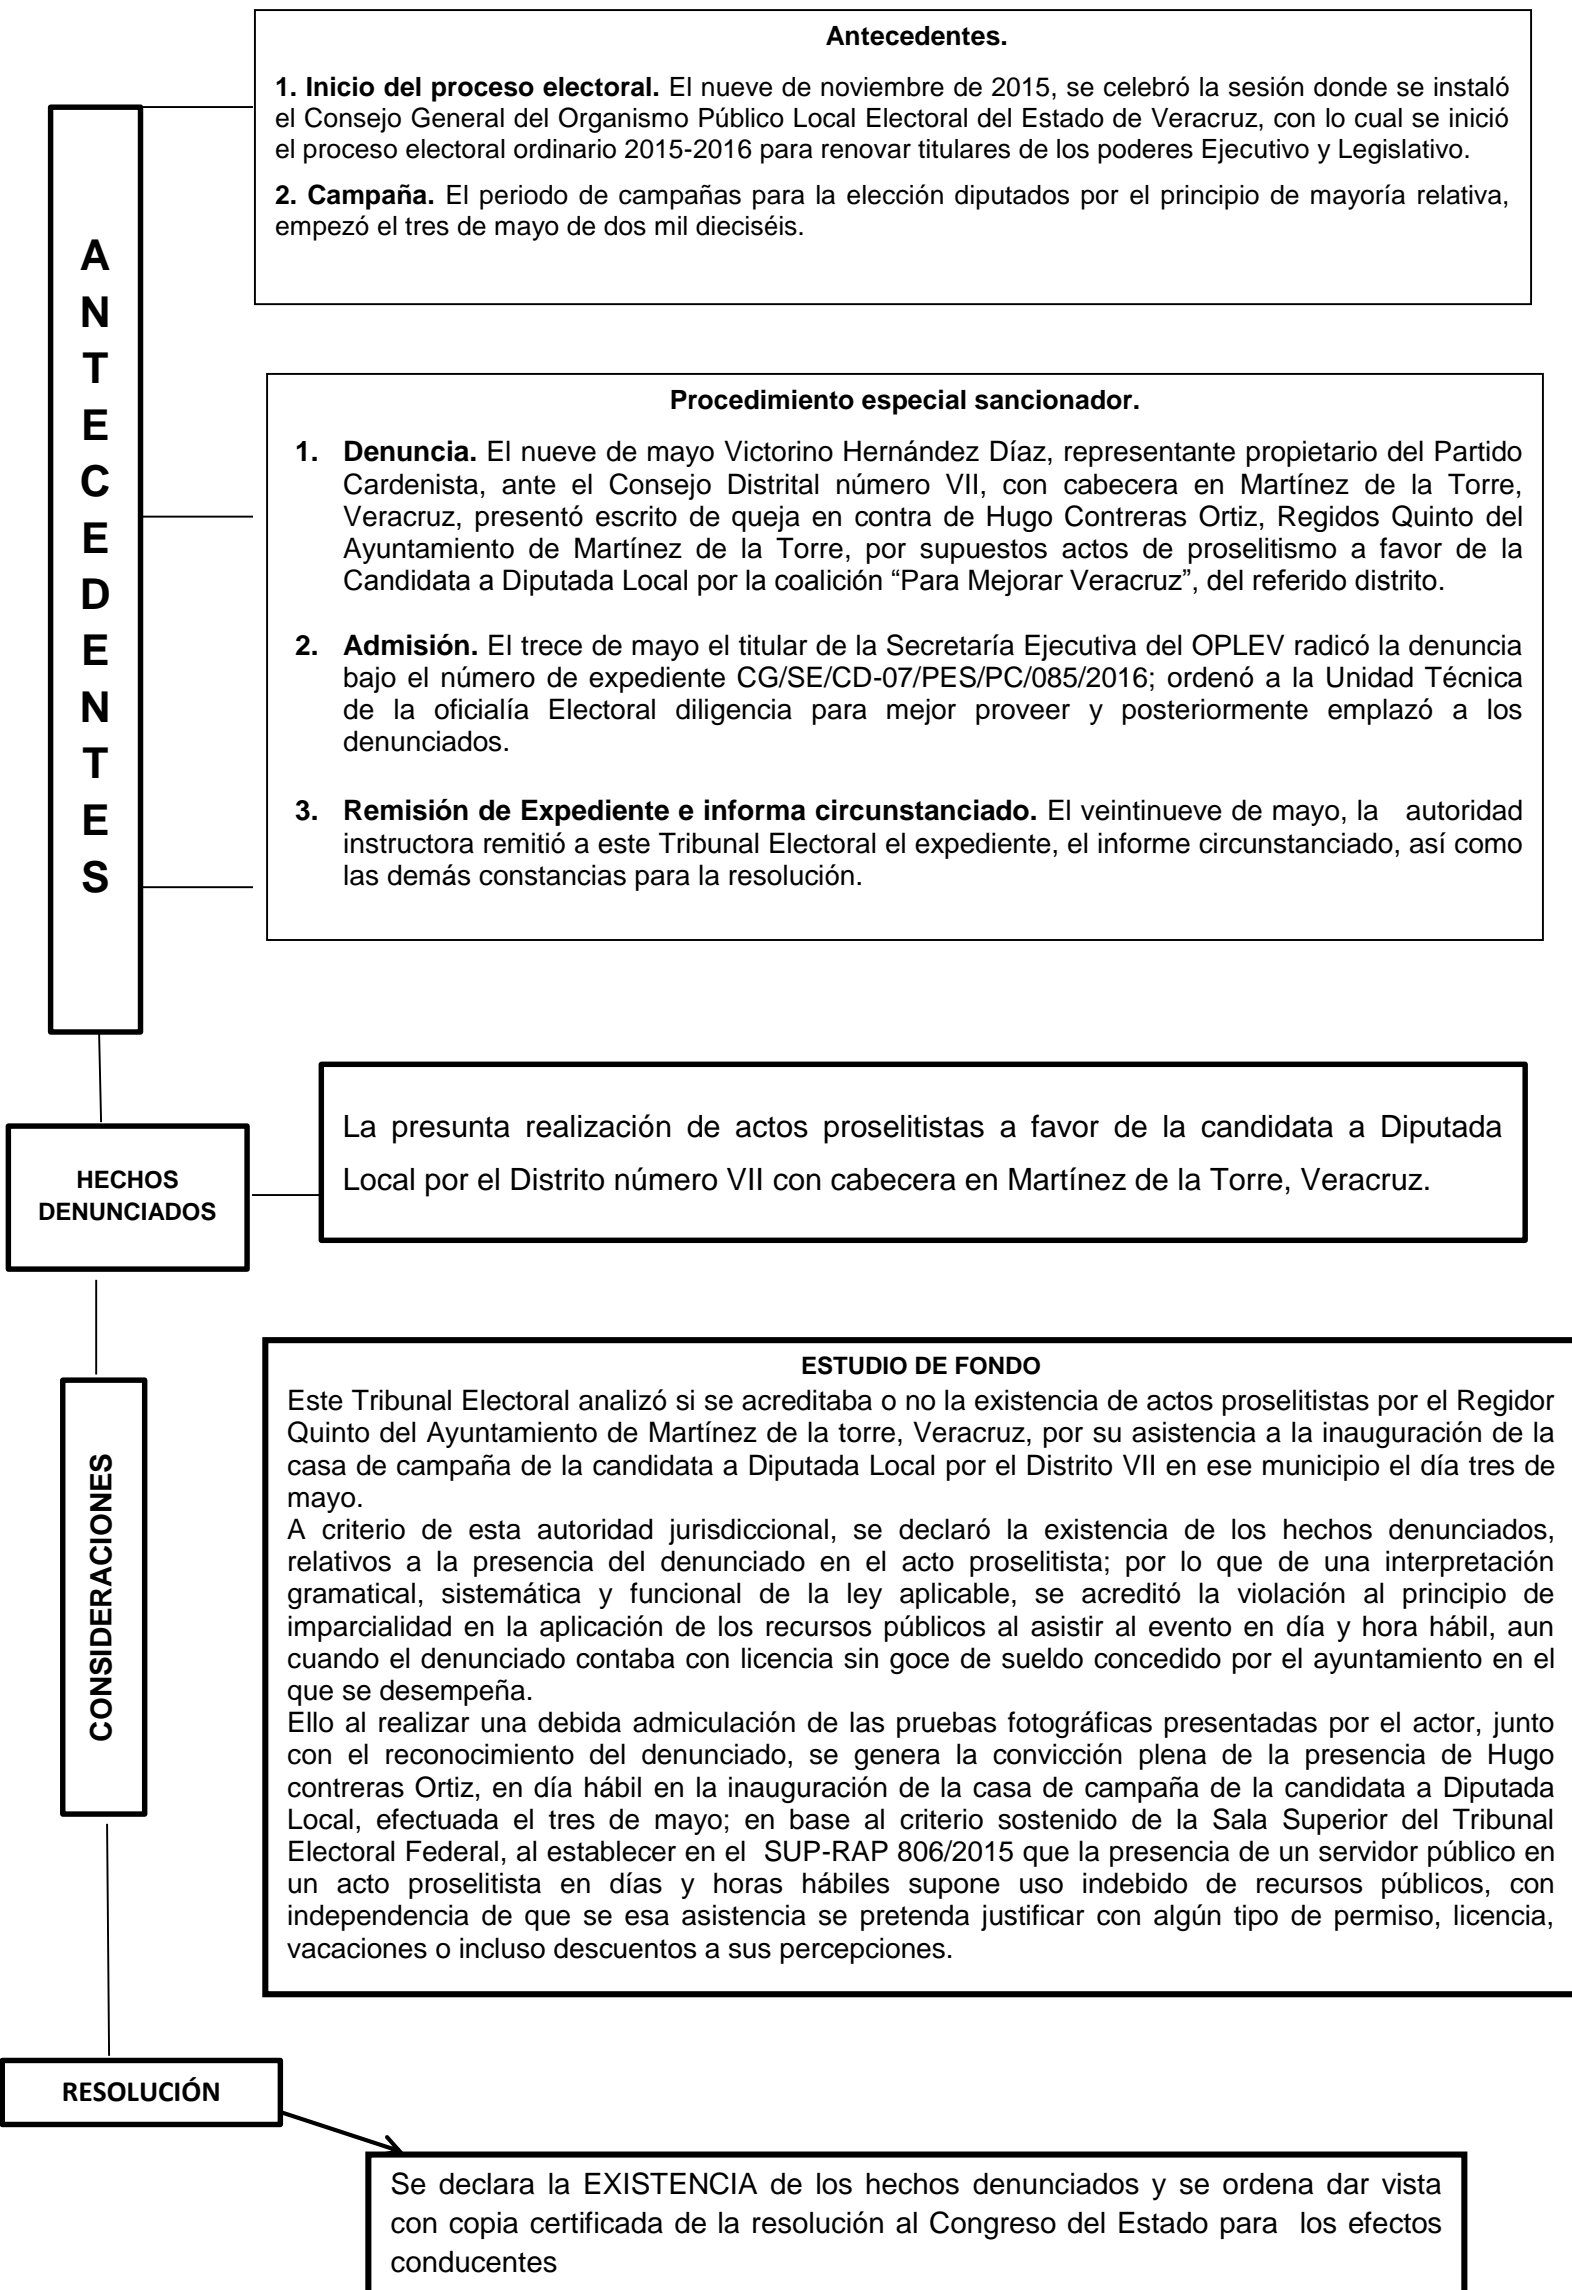 Antecedentes.
1. Inicio del proceso electoral. El nueve de noviembre de 2015, se celebró la sesión donde se instaló
el Consejo General del Organismo Público Local Electoral del Estado de Veracruz, con lo cual se inició
el proceso electoral ordinario 2015-2016 para renovar titulares de los poderes Ejecutivo y Legislativo.
2. Campaña. El periodo de campañas para la elección diputados por el principio de mayoría relativa,
empezó el tres de mayo de dos mil dieciséis.
A
N
T
E
C
E
D
E
N
T
E
S
Procedimiento especial sancionador.
1. Denuncia. El nueve de mayo Victorino Hernández Díaz, representante propietario del Partido
Cardenista, ante el Consejo Distrital número VII, con cabecera en Martínez de la Torre,
Veracruz, presentó escrito de queja en contra de Hugo Contreras Ortiz, Regidos Quinto del
Ayuntamiento de Martínez de la Torre, por supuestos actos de proselitismo a favor de la
Candidata a Diputada Local por la coalición “Para Mejorar Veracruz”, del referido distrito.
2. Admisión. El trece de mayo el titular de la Secretaría Ejecutiva del OPLEV radicó la denuncia
bajo el número de expediente CG/SE/CD-07/PES/PC/085/2016; ordenó a la Unidad Técnica
de la oficialía Electoral diligencia para mejor proveer y posteriormente emplazó a los
denunciados.
3. Remisión de Expediente e informa circunstanciado. El veintinueve de mayo, la autoridad
instructora remitió a este Tribunal Electoral el expediente, el informe circunstanciado, así como
las demás constancias para la resolución.
HECHOS
DENUNCIADOS
La presunta realización de actos proselitistas a favor de la candidata a Diputada
Local por el Distrito número VII con cabecera en Martínez de la Torre, Veracruz.
CONSIDERACIONES
ESTUDIO DE FONDO
Este Tribunal Electoral analizó si se acreditaba o no la existencia de actos proselitistas por el Regidor
Quinto del Ayuntamiento de Martínez de la torre, Veracruz, por su asistencia a la inauguración de la
casa de campaña de la candidata a Diputada Local por el Distrito VII en ese municipio el día tres de
mayo.
A criterio de esta autoridad jurisdiccional, se declaró la existencia de los hechos denunciados,
relativos a la presencia del denunciado en el acto proselitista; por lo que de una interpretación
gramatical, sistemática y funcional de la ley aplicable, se acreditó la violación al principio de
imparcialidad en la aplicación de los recursos públicos al asistir al evento en día y hora hábil, aun
cuando el denunciado contaba con licencia sin goce de sueldo concedido por el ayuntamiento en el
que se desempeña.
Ello al realizar una debida admiculación de las pruebas fotográficas presentadas por el actor, junto
con el reconocimiento del denunciado, se genera la convicción plena de la presencia de Hugo
contreras Ortiz, en día hábil en la inauguración de la casa de campaña de la candidata a Diputada
Local, efectuada el tres de mayo; en base al criterio sostenido de la Sala Superior del Tribunal
Electoral Federal, al establecer en el SUP-RAP 806/2015 que la presencia de un servidor público en
un acto proselitista en días y horas hábiles supone uso indebido de recursos públicos, con
independencia de que se esa asistencia se pretenda justificar con algún tipo de permiso, licencia,
vacaciones o incluso descuentos a sus percepciones.
RESOLUCIÓN
Se declara la EXISTENCIA de los hechos denunciados y se ordena dar vista
con copia certificada de la resolución al Congreso del Estado para los efectos
conducentes